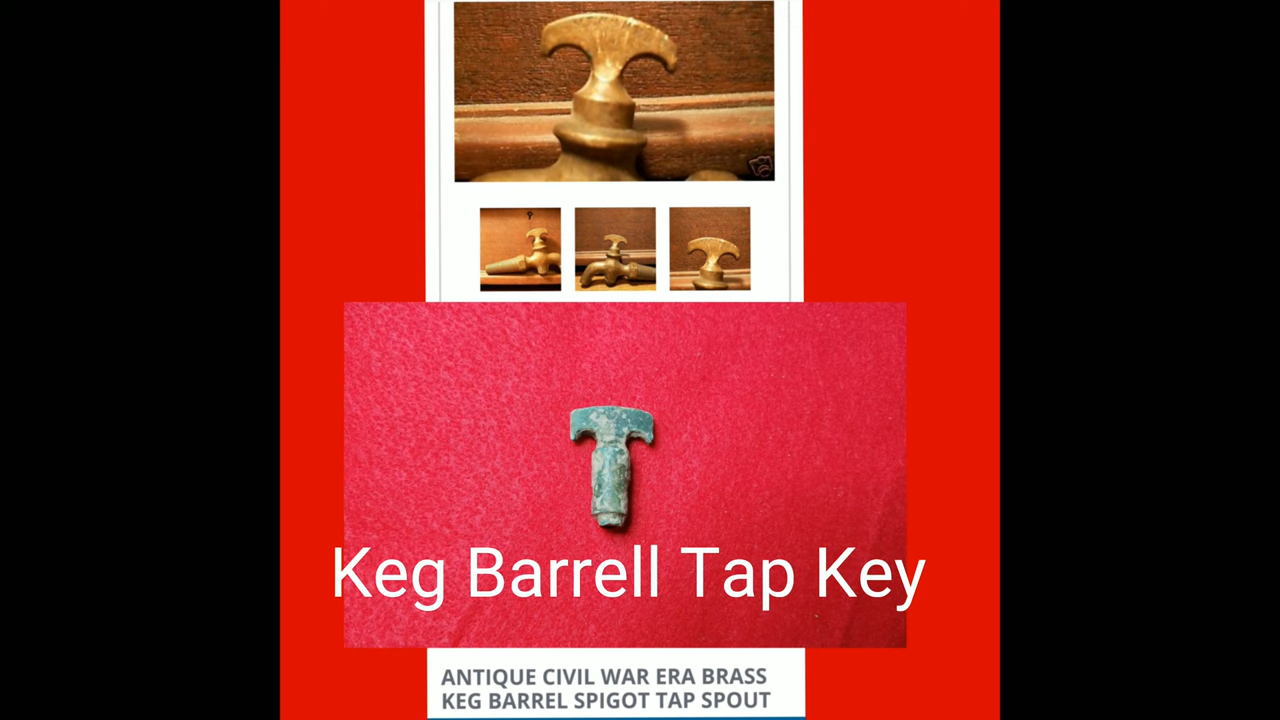 Keg Barrell Tap Key
ANTIQUE CIVIL WAR ERA BRASS
KEG BARREL SPIGOT TAP SPOUT